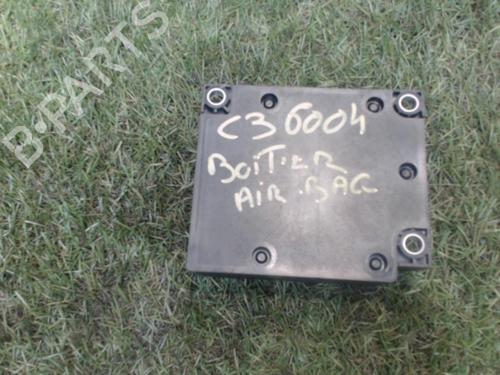 B-PARTS
C3 6004
BOITIER
AIR.BAG